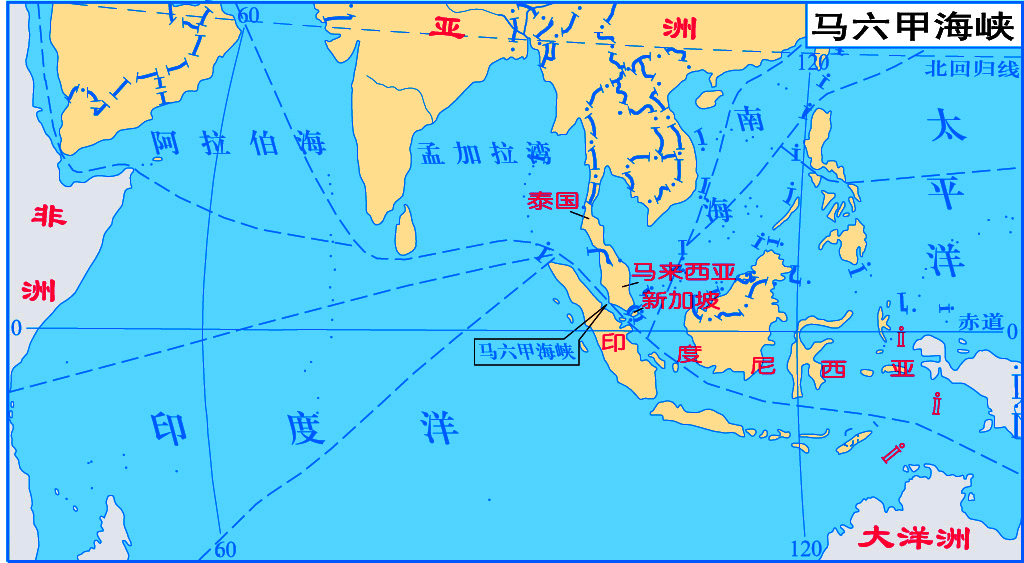 马六甲海峡
60
亚洲
120
北回归线
阿拉伯海
孟加拉湾
南海
太平洋
泰国
非洲
马来西亚
新加坡
0
赤道
0
马六甲海峡
印度尼西亚
印度洋
大洋洲
60
120